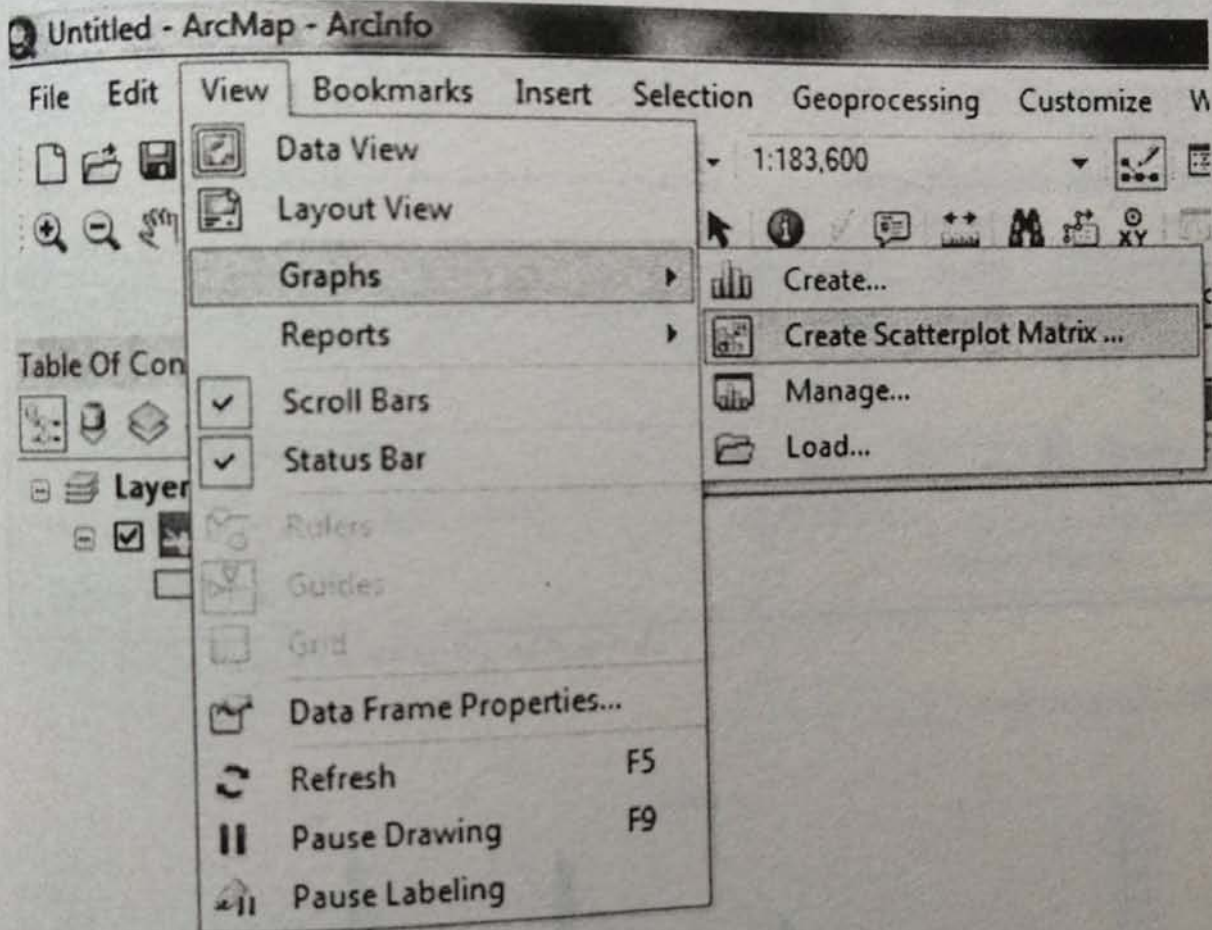 Untitled - ArcMap - ArcInfo
File Edit View Bookmarks Insert Selection Geoprocessing Customize W
Data View
1:183,600
Layout View
XY
Graphs
Create...
Reports
Create Scatterplot Matrix ...
Table Of Con
Scroll Bars
Manage...
Status Bar
Load...
Layer
Rulers
Guides
Grid
Data Frame Properties...
Refresh F5
Pause Drawing F9
Pause Labeling